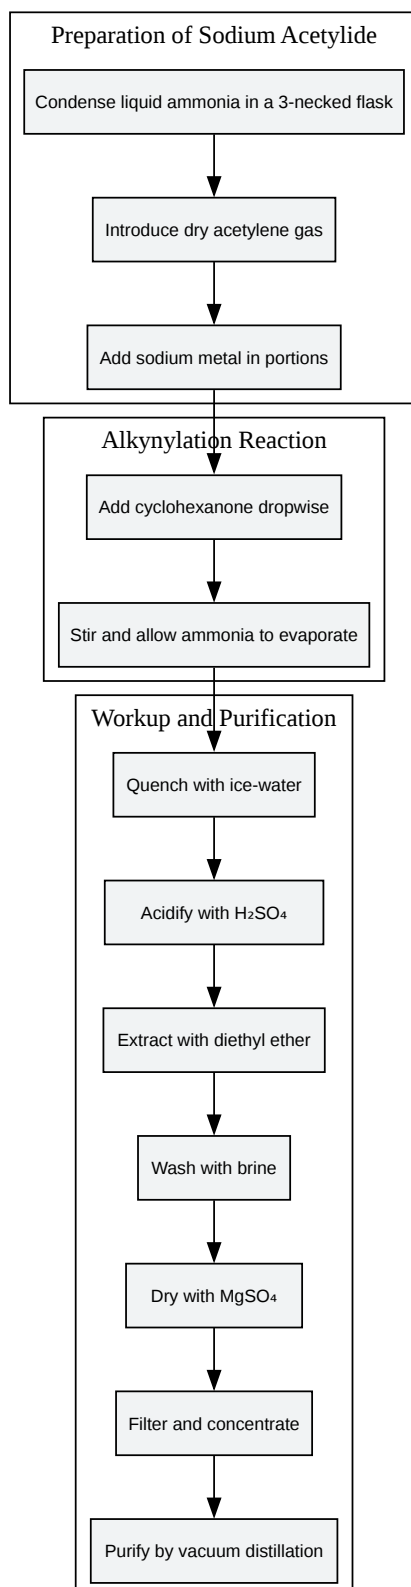 Preparation of Sodium Acetylide
Condense liquid ammonia in a 3-necked flask
Introduce dry acetylene gas
Add sodium metal in portions
Alkynylation Reaction
Add cyclohexanone dropwise
Stir and allow ammonia to evaporate
Workup and Purification
Quench with ice-water
Acidify with H₂SO₄
Extract with diethyl ether
Wash with brine
Dry with MgSO₄
Filter and concentrate
Purify by vacuum distillation